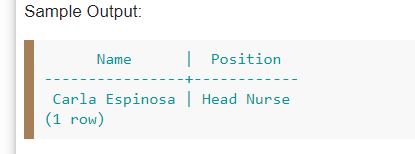 Sample Output:
Name | Position
----------------+------------
Carla Espinosa | Head Nurse
(1 row)